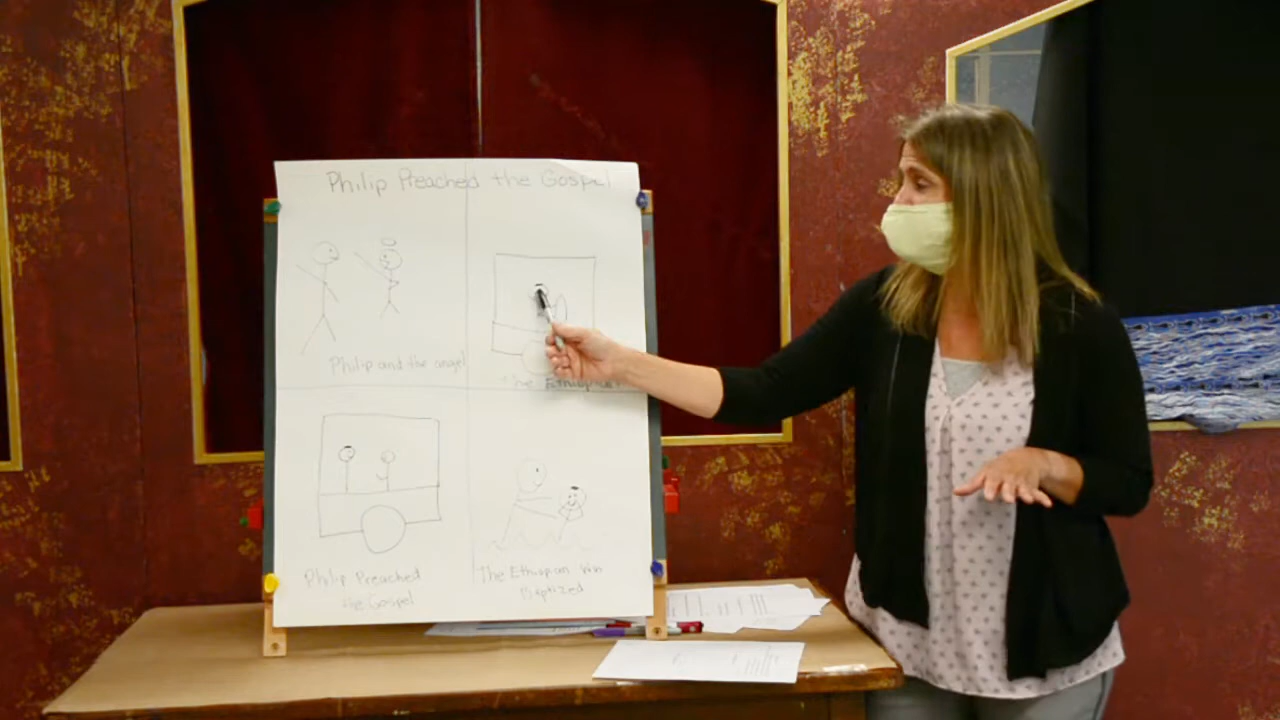 Philip Preached the Gospel
Philip and the angel
The Ethiopian
Philip Preached
the Gospel
The Ethiopian Was
Baptized